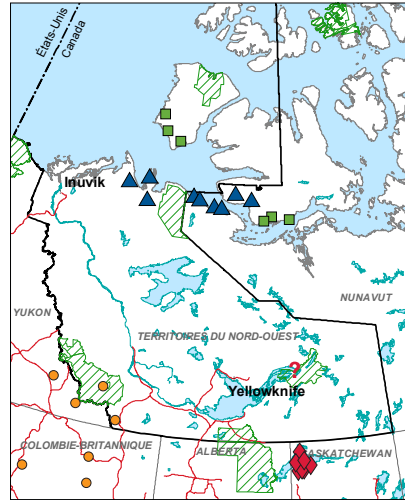 États-Unis
Canada
Inuvik
YUKON
NUNAVUT
TERRITOIRES DU NORD-OUEST
?
Yellowknife
COLOMBIE-BRITANNIQUE
ALBERTA
SASKATCHEWAN